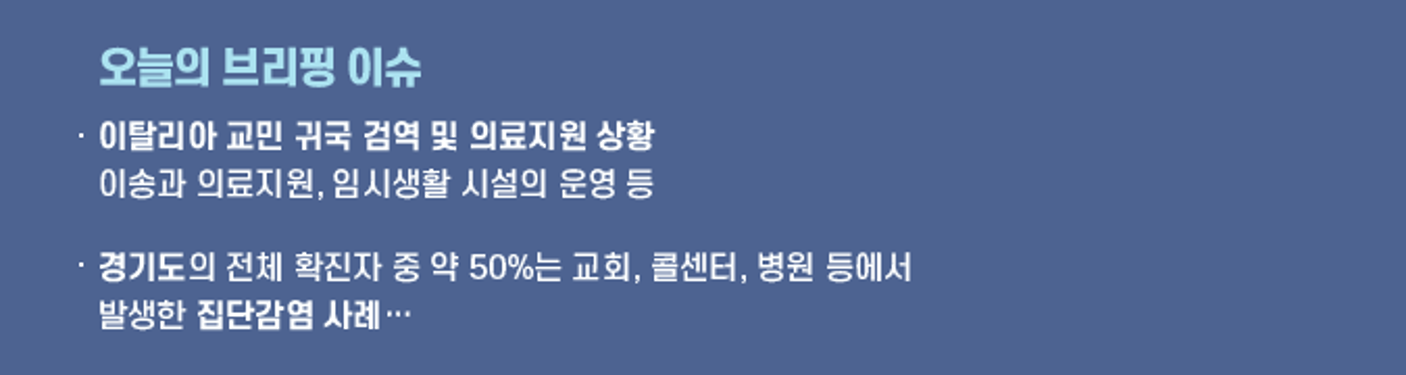 오늘의 브리핑 이슈
· 이탈리아 교민 귀국 검역 및 의료지원 상황
이송과 의료지원, 임시생활 시설의 운영 등
· 경기도의 전체 확진자 중 약 50%는 교회, 콜센터, 병원 등에서
발생한 집단감염 사례…